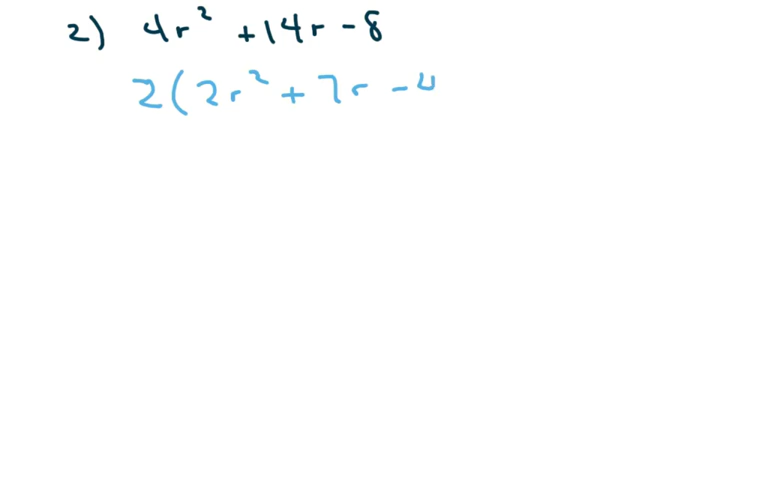 2) 4r² +14r -8
2(2r² + 7r -4